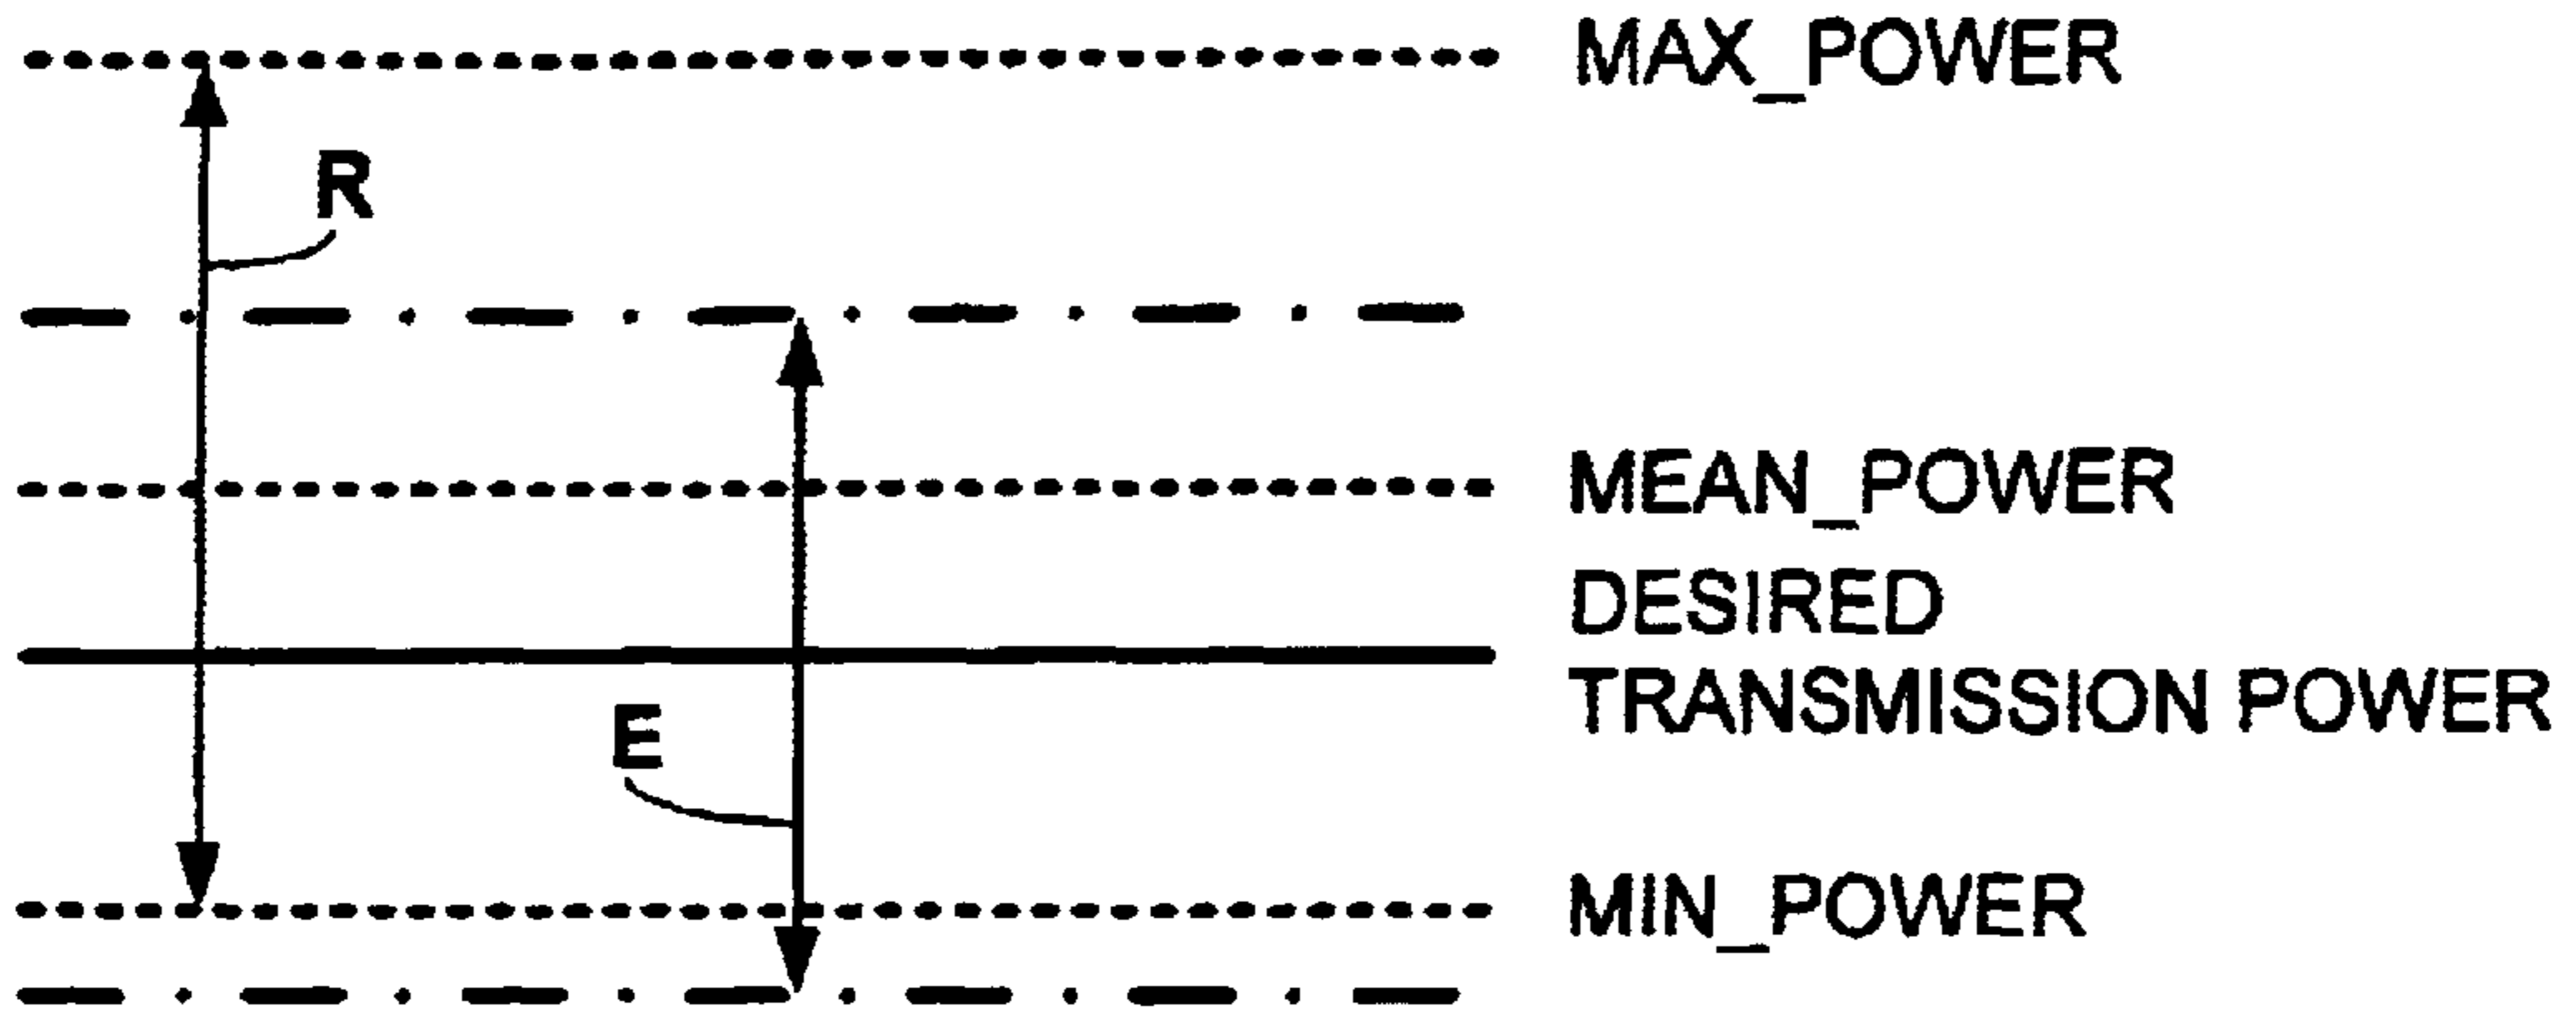 MAX_POWER
R
MEAN_POWER
DESIRED
TRANSMISSION POWER
E
MIN_POWER